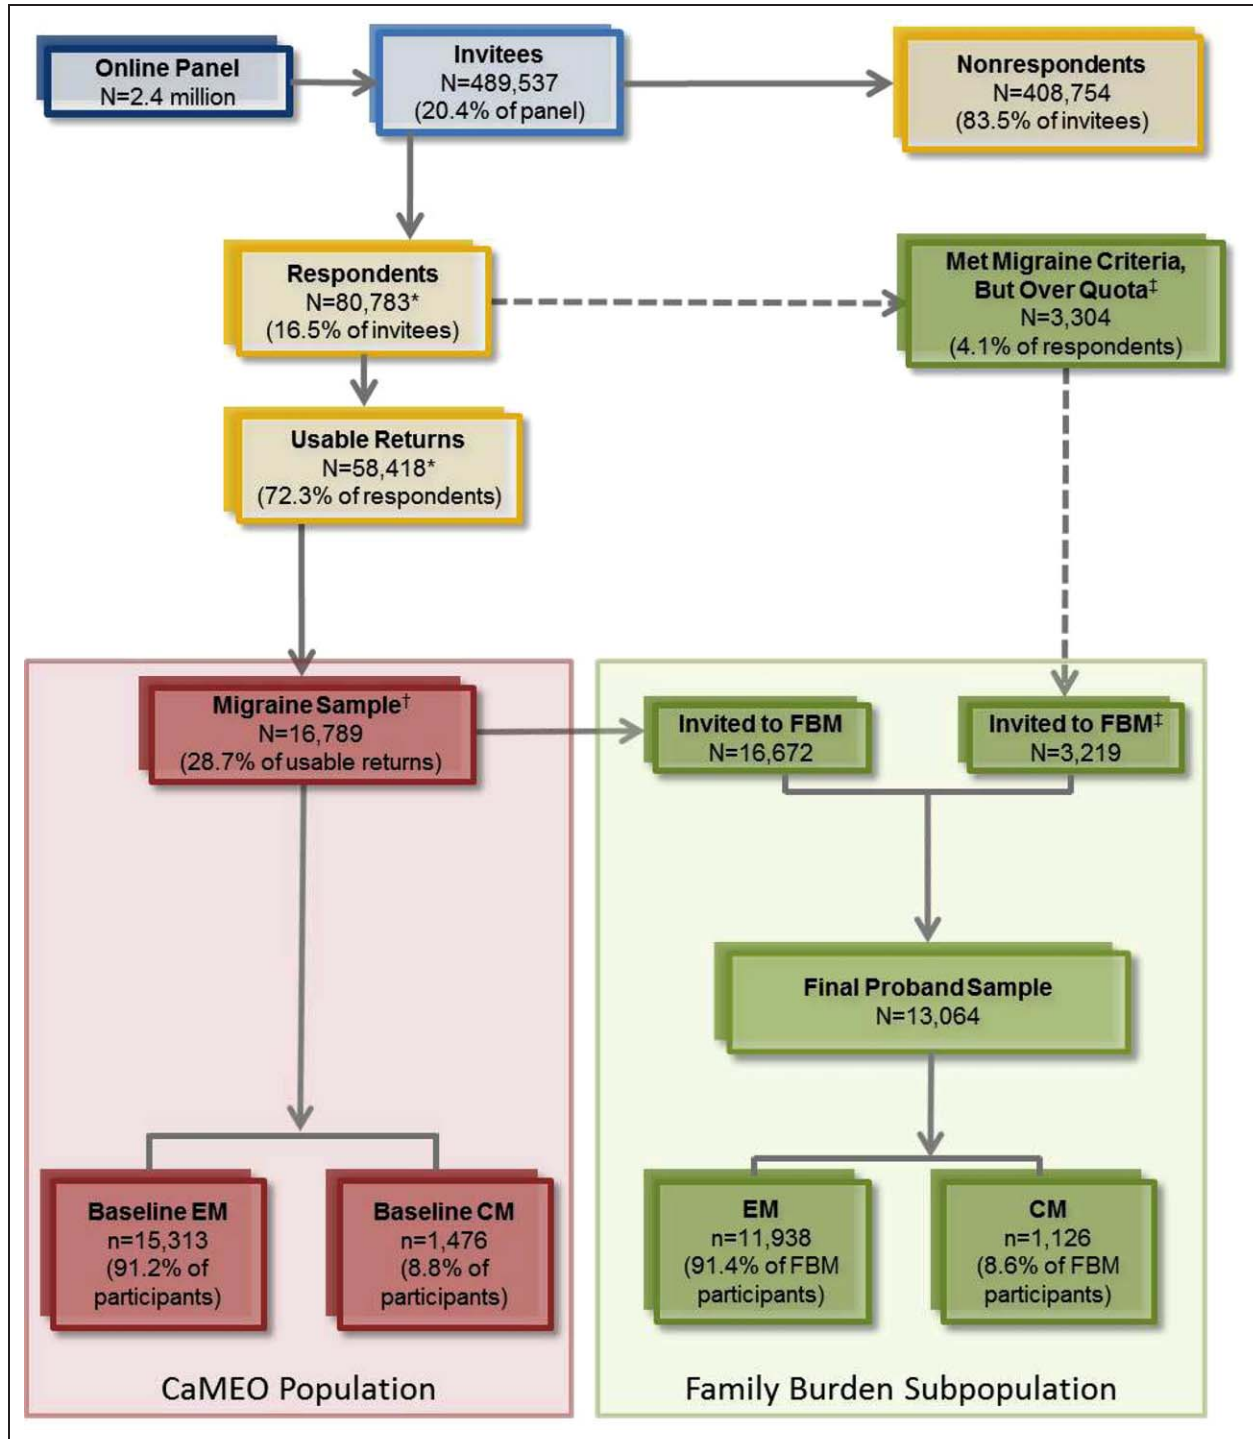 Online Panel
N=2.4 million
Invitees
N=489,537
(20.4% of panel)
Nonrespondents
N=408,754
(83.5% of invitees)
Respondents
N=80,783*
(16.5% of invitees)
Met Migraine Criteria,
But Over Quota‡
N=3,304
(4.1% of respondents)
Usable Returns
N=58,418*
(72.3% of respondents)
Migraine Sample†
N=16,789
(28.7% of usable returns)
Invited to FBM
N=16,672
Invited to FBM‡
N=3,219
Final Proband Sample
N=13,064
Baseline EM
n=15,313
(91.2% of
participants)
Baseline CM
n=1,476
(8.8% of
participants)
EM
n=11,938
(91.4% of FBM
participants)
CM
n=1,126
(8.6% of FBM
participants)
CaMEO Population
Family Burden Subpopulation